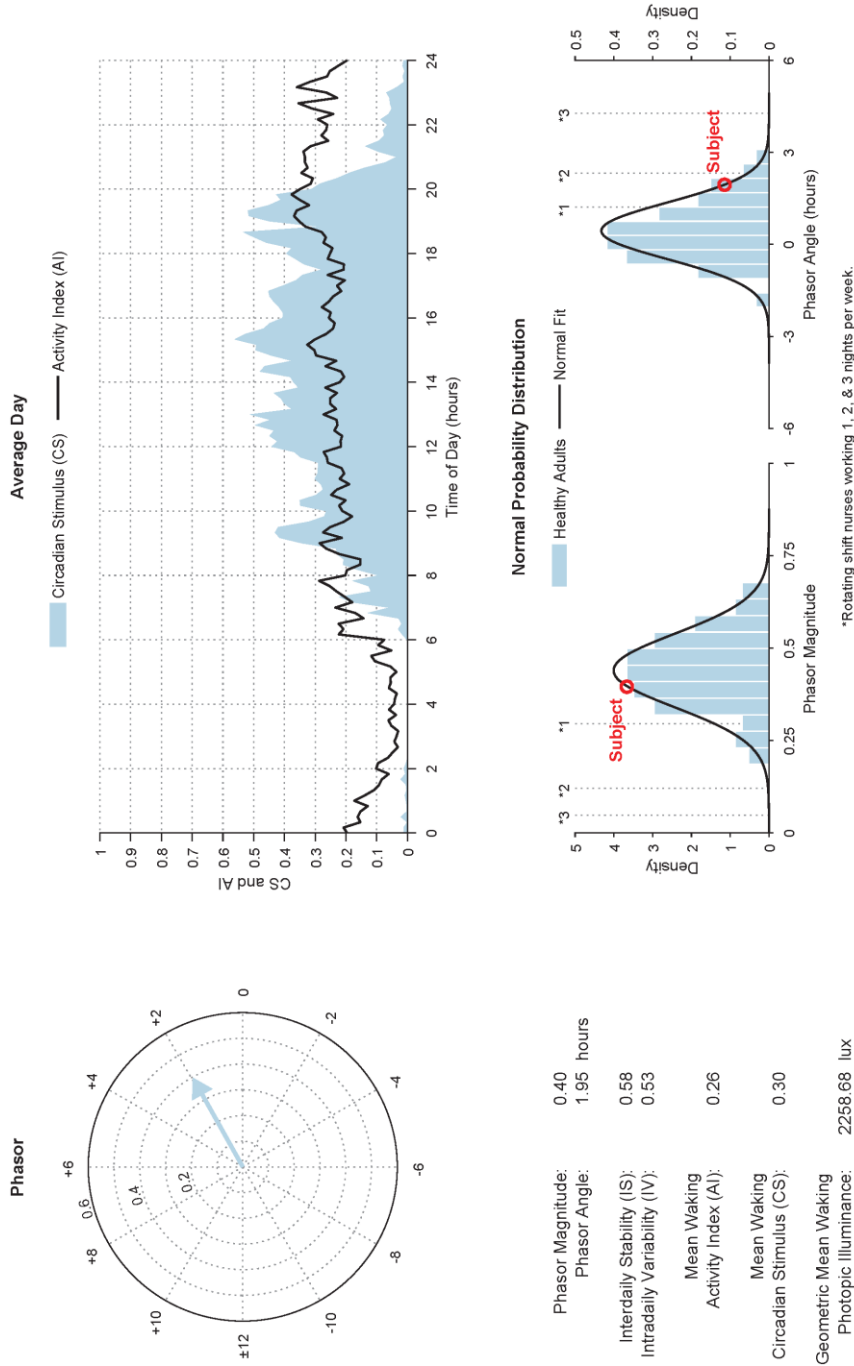 Phasor
+6
+4
+2
0
-2
-4
-6
-8
-10
±12
+10
+8
0.6
0.4
0.2
Average Day
Circadian Stimulus (CS)
Activity Index (AI)
CS and AI
1
0.9
0.8
0.7
0.6
0.5
0.4
0.3
0.2
0.1
0
0 2 4 6 8 10 12 14 16 18 20 22 24
Time of Day (hours)
Phasor Magnitude: 0.40
Phasor Angle: 1.95 hours
Interdaily Stability (IS): 0.58
Intradaily Variability (IV): 0.53
Mean Waking
Activity Index (AI): 0.26
Mean Waking
Circadian Stimulus (CS): 0.30
Geometric Mean Waking
Photopic Illuminance: 2258.68 lux
Normal Probability Distribution
Healthy Adults
Normal Fit
Density
5
4
3
2
1
0
*3 *2 *1
Subject
0 0.25 0.5 0.75 1
Phasor Magnitude
*1 *2 *3
Subject
-6 -3 0 3 6
Phasor Angle (hours)
0.5
0.4
0.3
0.2
0.1
0
Density
*Rotating shift nurses working 1, 2, & 3 nights per week.